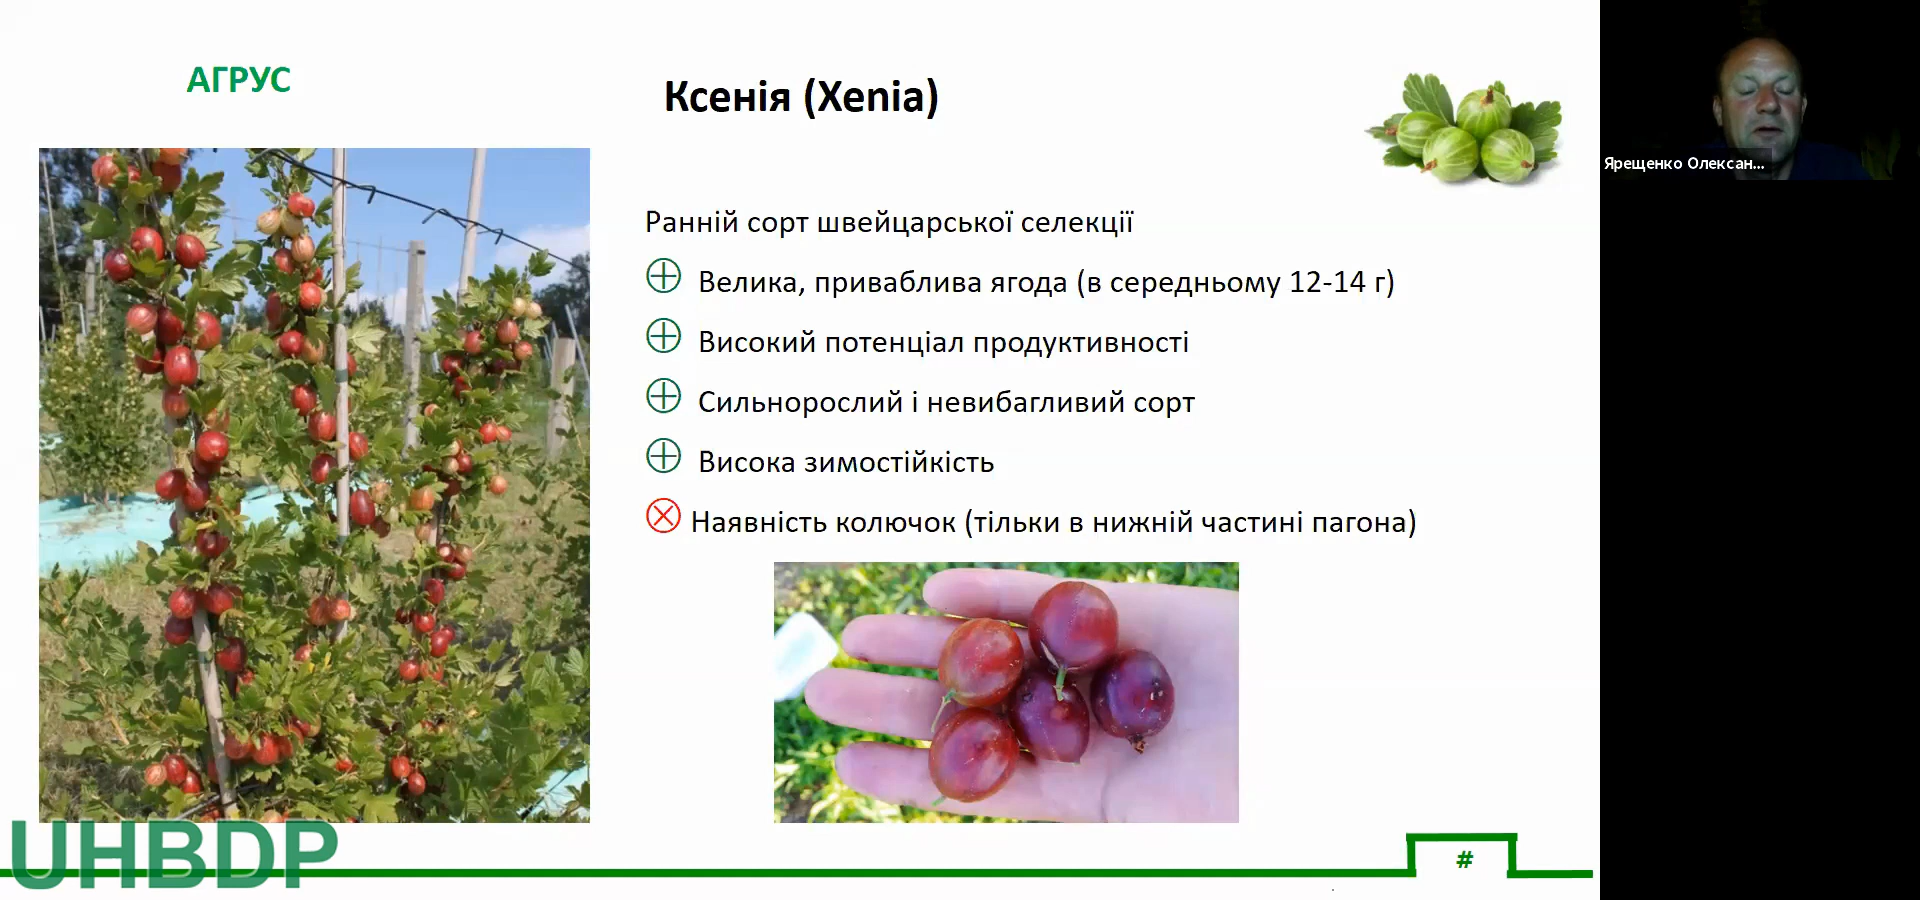 АГРУС
Ксенія (Xenia)
Ранній сорт швейцарської селекції
Велика, приваблива ягода (в середньому 12-14 г)
Високий потенціал продуктивності
Сильнорослий і невибагливий сорт
Висока зимостійкість
Наявність колючок (тільки в нижній частині пагона)
UHBDP
#
Ярещенко Олексан...